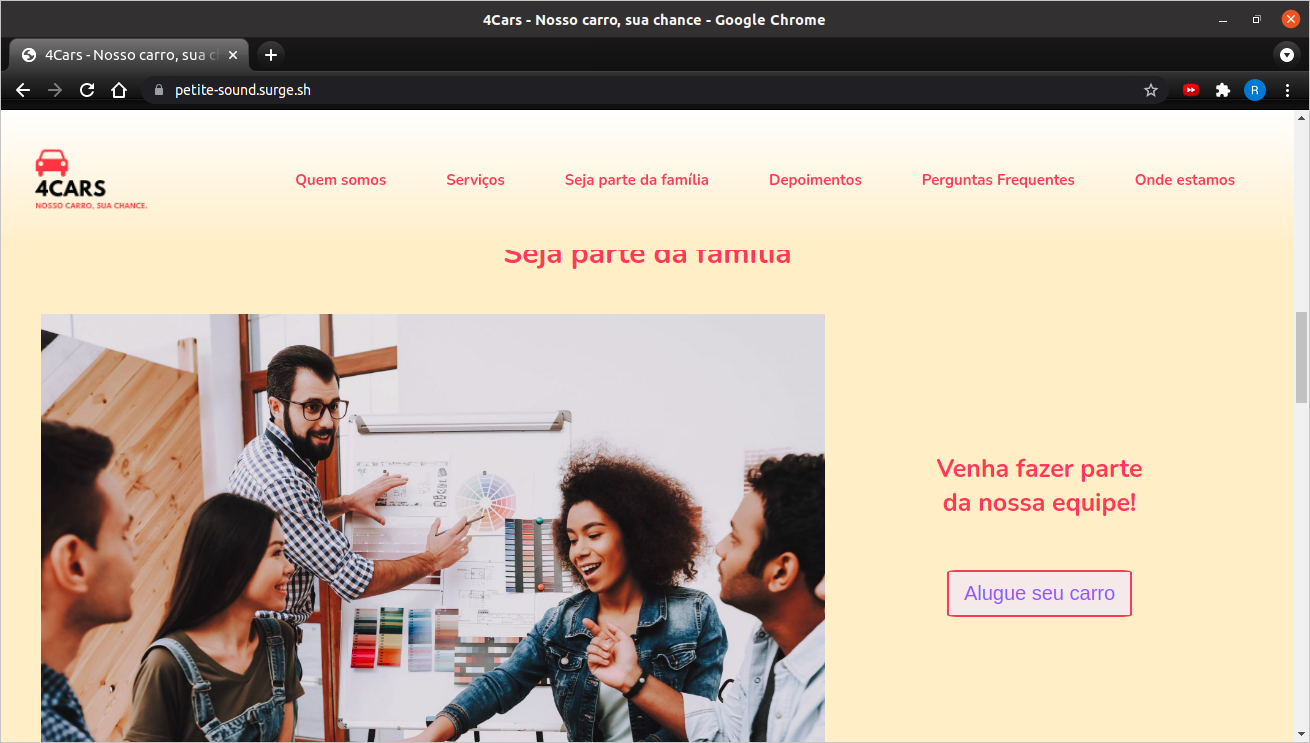 4Cars - Nosso carro, sua chance - Google Chrome
4Cars - Nosso carro, sua c
petite-sound.surge.sh
R
4CARS
NOSSO CARRO, SUA CHANCE.
Quem somos
Serviços
Seja parte da família
Depoimentos
Perguntas Frequentes
Onde estamos
Seja parte da família
Venha fazer parte
da nossa equipe!
Alugue seu carro